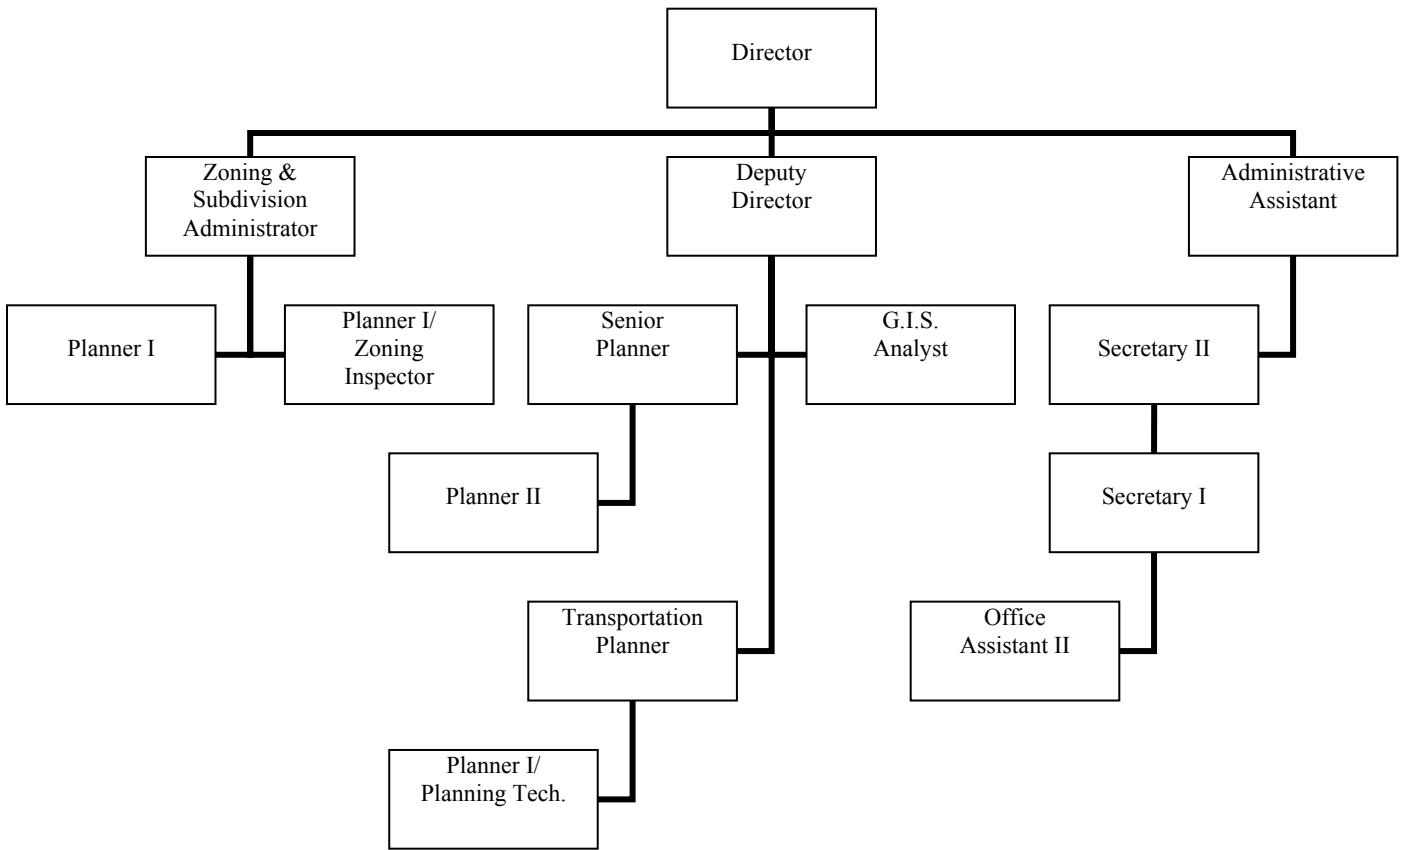 Director
Zoning &
Subdivision
Administrator
Deputy
Director
Administrative
Assistant
Planner I
Planner I/
Zoning
Inspector
Senior
Planner
G.I.S.
Analyst
Secretary II
Planner II
Secretary I
Transportation
Planner
Office
Assistant II
Planner I/
Planning Tech.